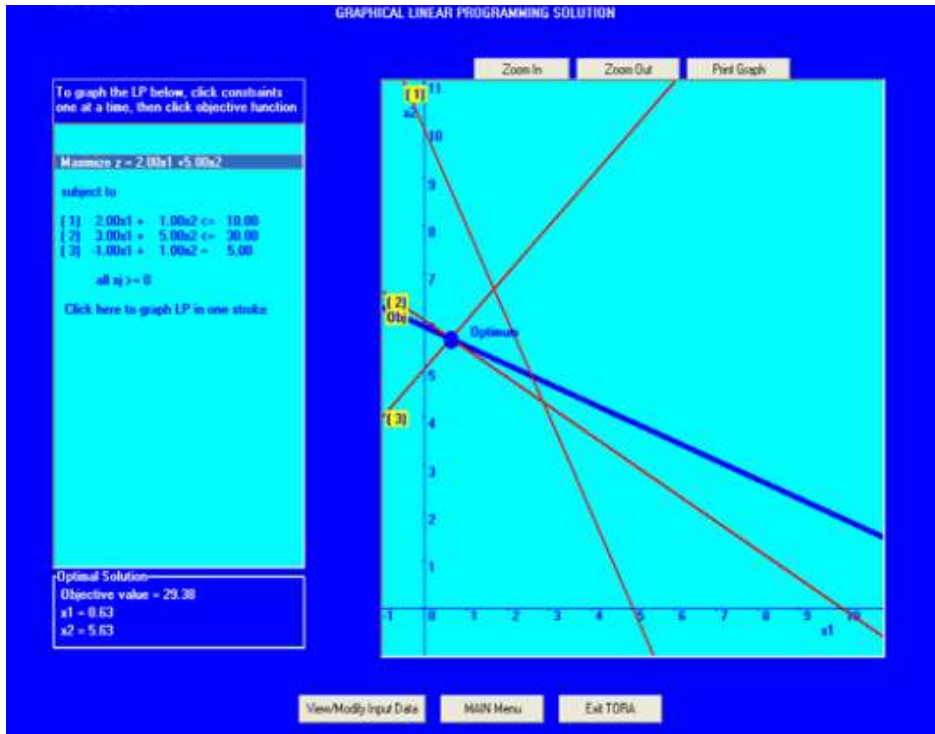 GRAPHICAL LINEAR PROGRAMMING SOLUTION
Zoom In
Zoom Out
Print Graph
To graph the LP below, click constraints
one at a time, then click objective function
Maximize z = 2.00x1 +5.00x2
subject to
( 1) 2.00x1 + 1.00x2 <= 10.00
( 2) 3.00x1 + 5.00x2 <= 30.00
( 3) -1.00x1 + 1.00x2 = 5.00
all xj >= 0
Click here to graph LP in one stroke
( 1)
11
x2
10
9
8
7
( 2)
Obj
Optimum
5
4
( 3)
3
2
1
-1 0 1 2 3 4 5 6 7 8 9 10
x1
Optimal Solution
Objective value = 29.38
x1 = 0.63
x2 = 5.63
View/Modify Input Data
MAIN Menu
Exit TORA